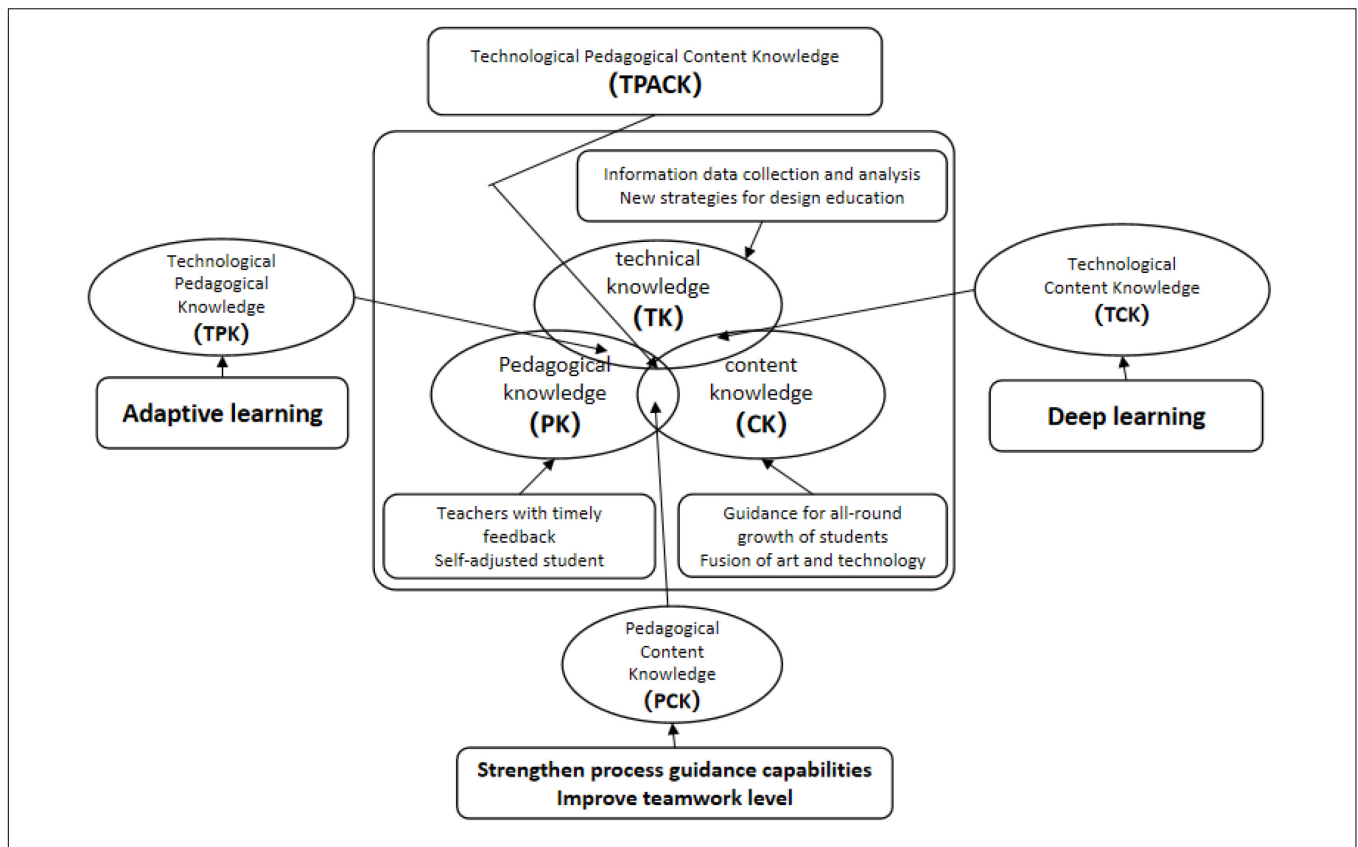 Technological Pedagogical Content Knowledge
(TPACK)
Information data collection and analysis
New strategies for design education
technical
knowledge
(TK)
Technological
Pedagogical
Knowledge
(TPK)
Technological
Content Knowledge
(TCK)
Pedagogical
knowledge
(PK)
content
knowledge
(CK)
Adaptive learning
Deep learning
Teachers with timely
feedback
Self-adjusted student
Guidance for all-round
growth of students
Fusion of art and technology
Pedagogical
Content
Knowledge
(PCK)
Strengthen process guidance capabilities
Improve teamwork level